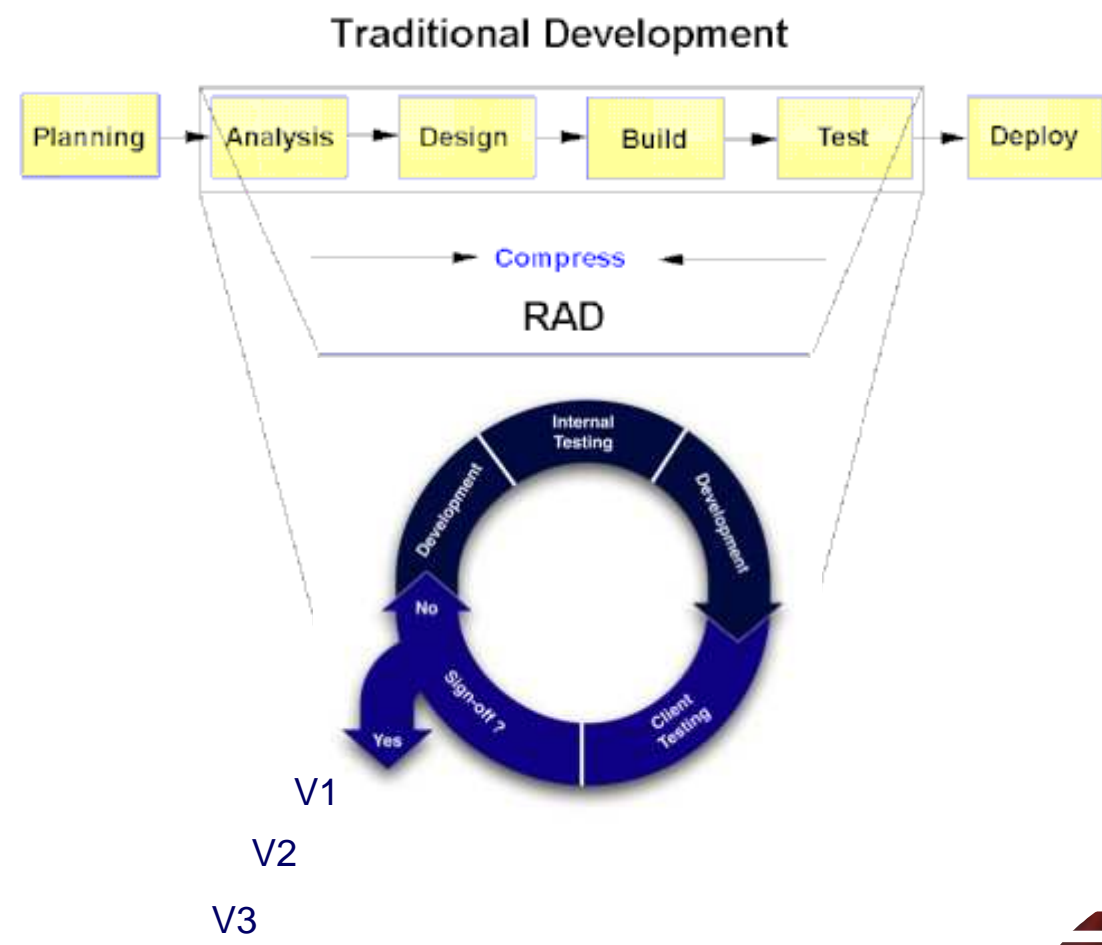 Traditional Development
Planning
Analysis
Design
Build
Test
Deploy
Compress
RAD
Internal
Testing
Development
Development
No
Sign-off ?
Client
Testing
Yes
V1
V2
V3